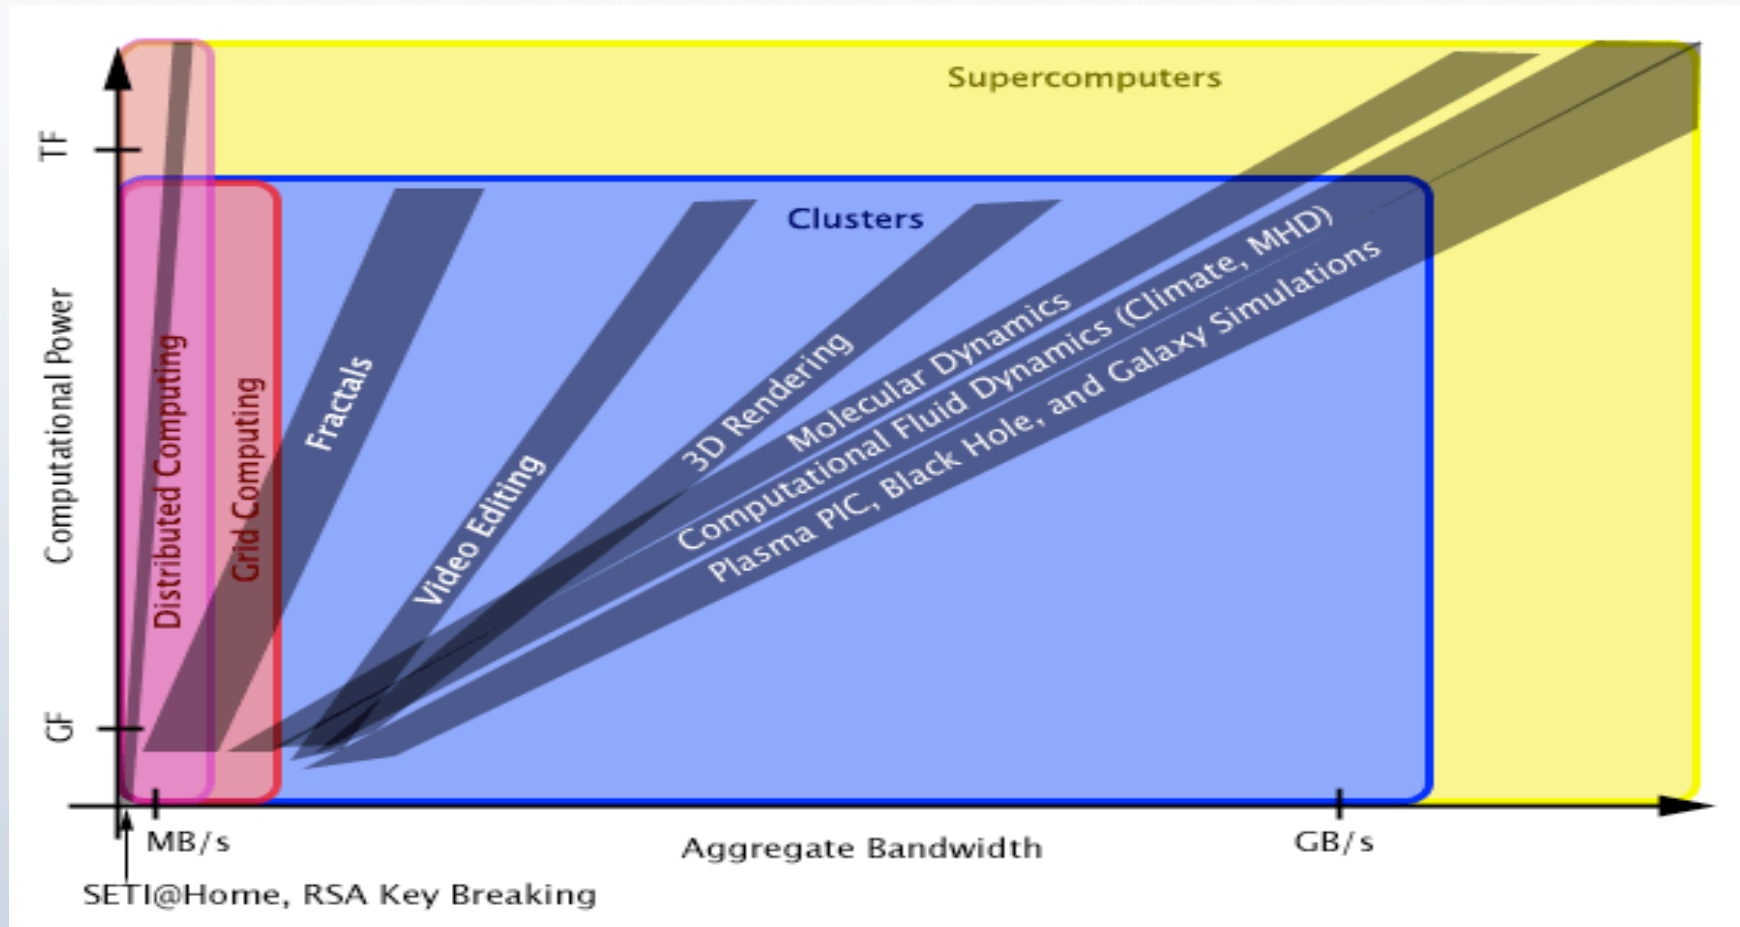 Supercomputers
TF
Clusters
Computational Power
Distributed Computing
Grid Computing
Fractals
Video Editing
3D Rendering
Molecular Dynamics
Computational Fluid Dynamics (Climate, MHD)
Plasma PIC, Black Hole, and Galaxy Simulations
GF
MB/s
Aggregate Bandwidth
GB/s
SETI@Home, RSA Key Breaking